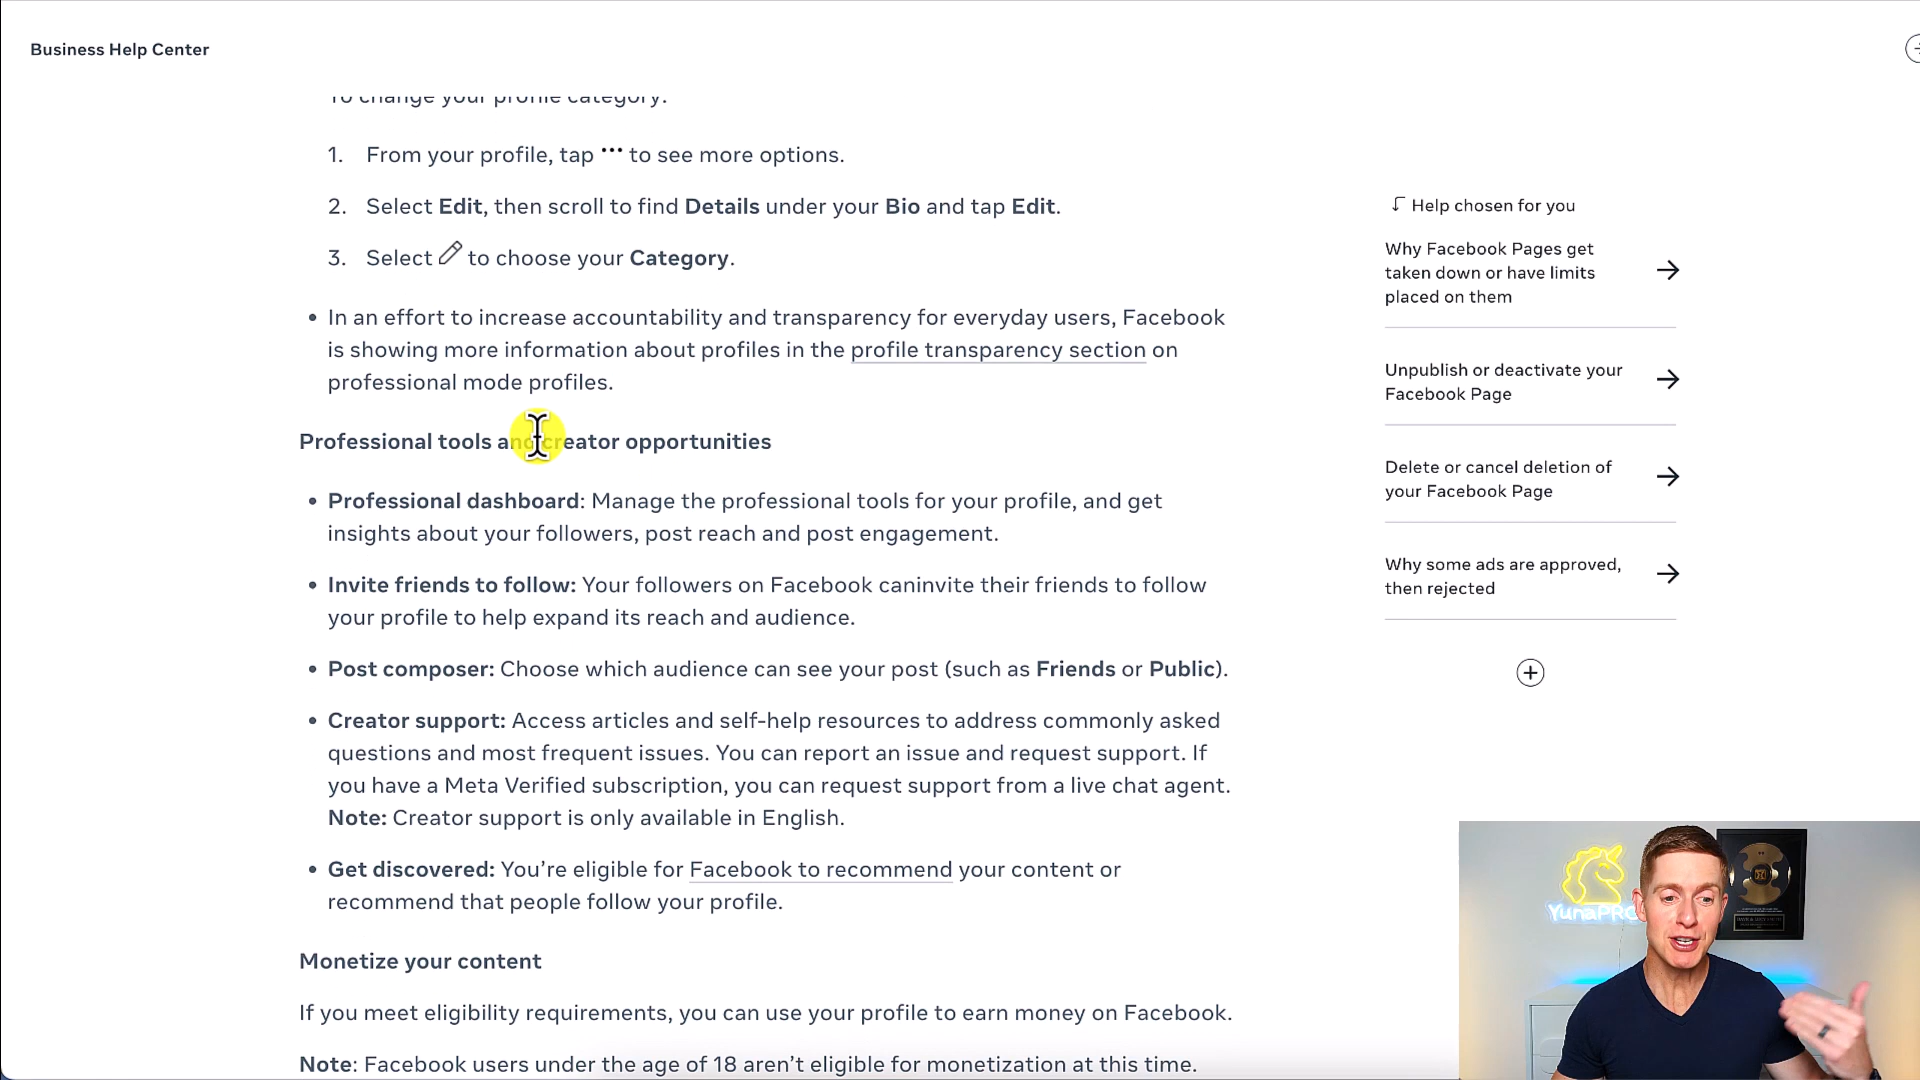 Business Help Center
To change your profile category:
1. From your profile, tap ••• to see more options.
2. Select Edit, then scroll to find Details under your Bio and tap Edit.
3. Select to choose your Category.
• In an effort to increase accountability and transparency for everyday users, Facebook
is showing more information about profiles in the profile transparency section on
professional mode profiles.
Professional tools and creator opportunities
• Professional dashboard: Manage the professional tools for your profile, and get
insights about your followers, post reach and post engagement.
• Invite friends to follow: Your followers on Facebook caninvite their friends to follow
your profile to help expand its reach and audience.
• Post composer: Choose which audience can see your post (such as Friends or Public).
• Creator support: Access articles and self-help resources to address commonly asked
questions and most frequent issues. You can report an issue and request support. If
you have a Meta Verified subscription, you can request support from a live chat agent.
Note: Creator support is only available in English.
• Get discovered: You’re eligible for Facebook to recommend your content or
recommend that people follow your profile.
Monetize your content
If you meet eligibility requirements, you can use your profile to earn money on Facebook.
Note: Facebook users under the age of 18 aren’t eligible for monetization at this time.
Help chosen for you
Why Facebook Pages get
taken down or have limits
placed on them
Unpublish or deactivate your
Facebook Page
Delete or cancel deletion of
your Facebook Page
Why some ads are approved,
then rejected
YunaPRO